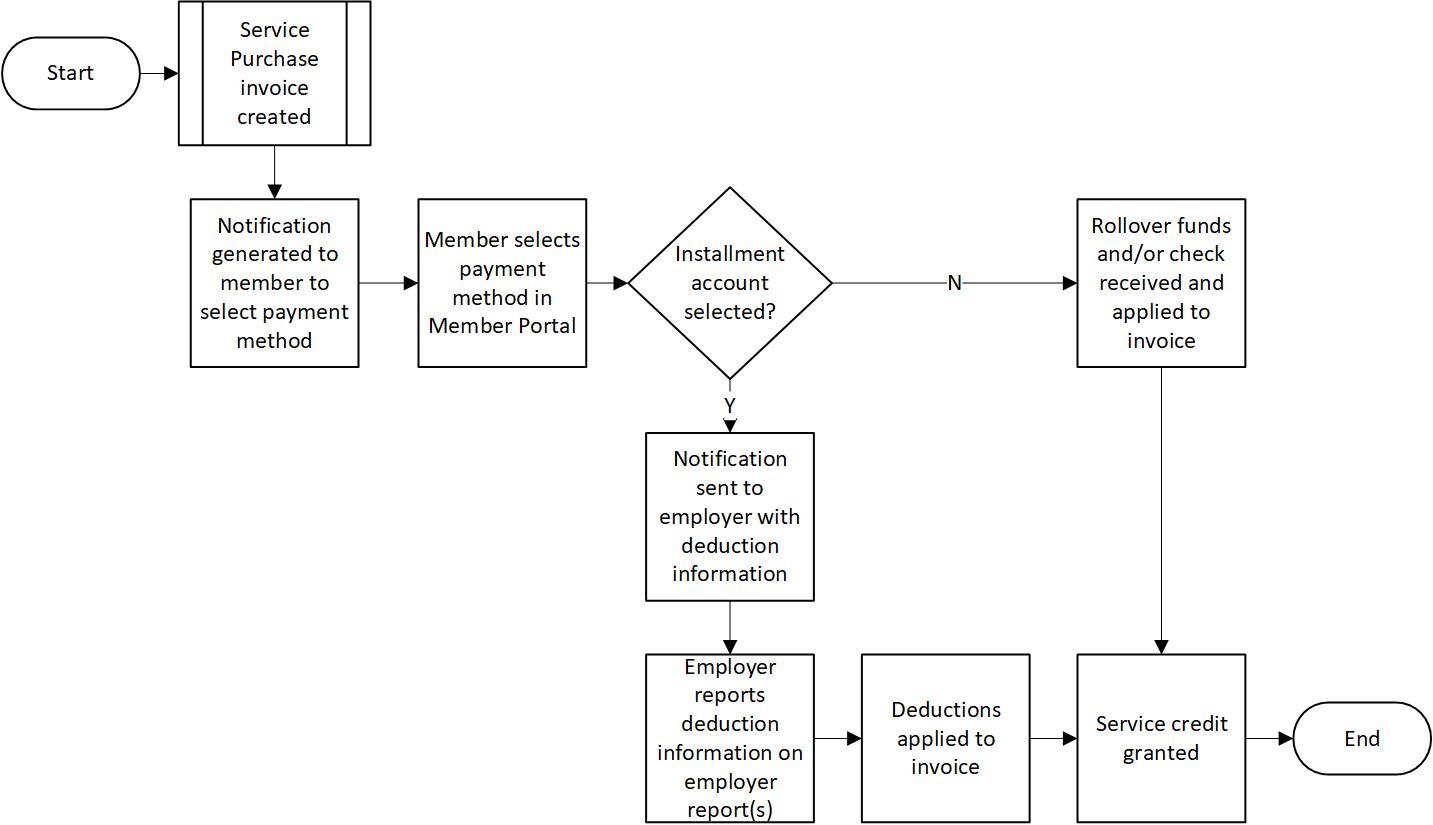 Start
Service
Purchase
invoice
created
Notification
generated to
member to
select payment
method
Member selects
payment
method in
Member Portal
Installment
account
selected?
N
Rollover funds
and/or check
received and
applied to
invoice
Y
Notification
sent to
employer with
deduction
information
Employer
reports
deduction
information on
employer
report(s)
Deductions
applied to
invoice
Service credit
granted
End